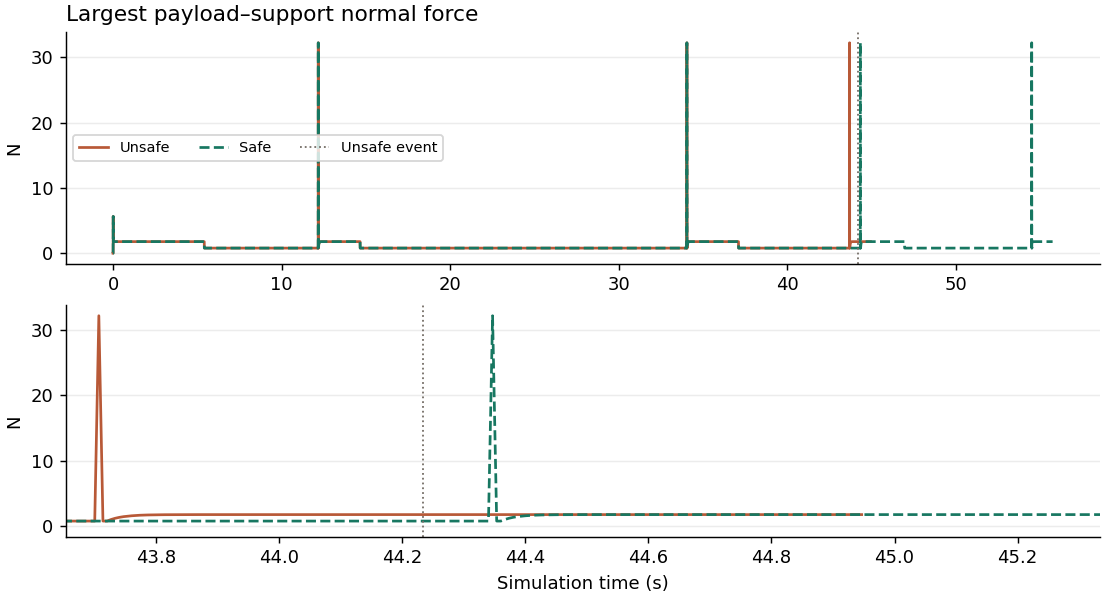 Largest payload–support normal force
N
30
20
10
0
Unsafe Safe Unsafe event
0 10 20 30 40 50
N
30
20
10
0
43.8 44.0 44.2 44.4 44.6 44.8 45.0 45.2
Simulation time (s)